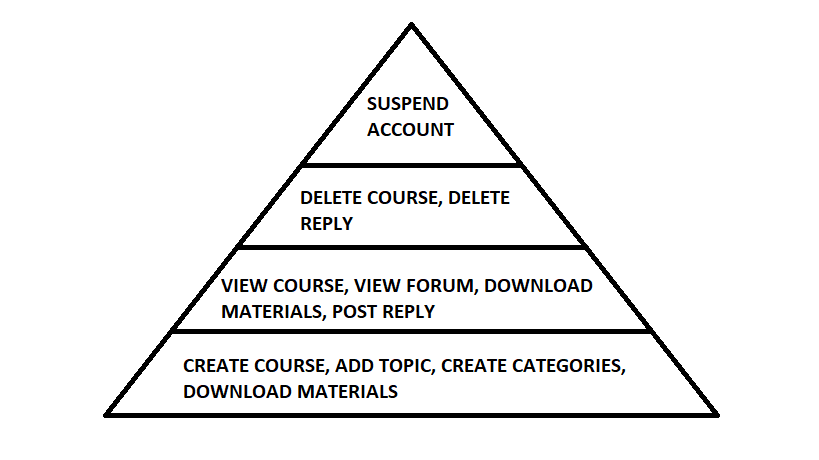 SUSPEND
ACCOUNT
DELETE COURSE, DELETE
REPLY
VIEW COURSE, VIEW FORUM, DOWNLOAD
MATERIALS, POST REPLY
CREATE COURSE, ADD TOPIC, CREATE CATEGORIES,
DOWNLOAD MATERIALS